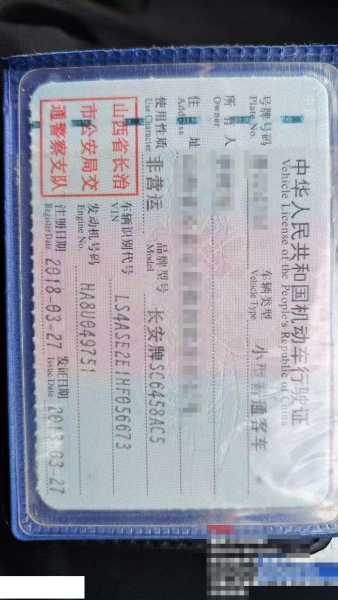 中华人民共和国机动车行驶证
Vehicle License of the People's Republic of China
号牌号码
Plate No.
车辆类型 小型普通客车
Vehicle Type
所有人
Owner
住址
Address
使用性质 非营运
Use Character
品牌型号 长安牌SC6458AC5
Model
山西省长治
市公安局交
通警察支队
车辆识别代号 LS4ASE2E1HF056673
VIN
发动机号码 HA8U049751
Engine No.
注册日期 2018-03-27
Register Date
发证日期 2018-03-27
Issue Date